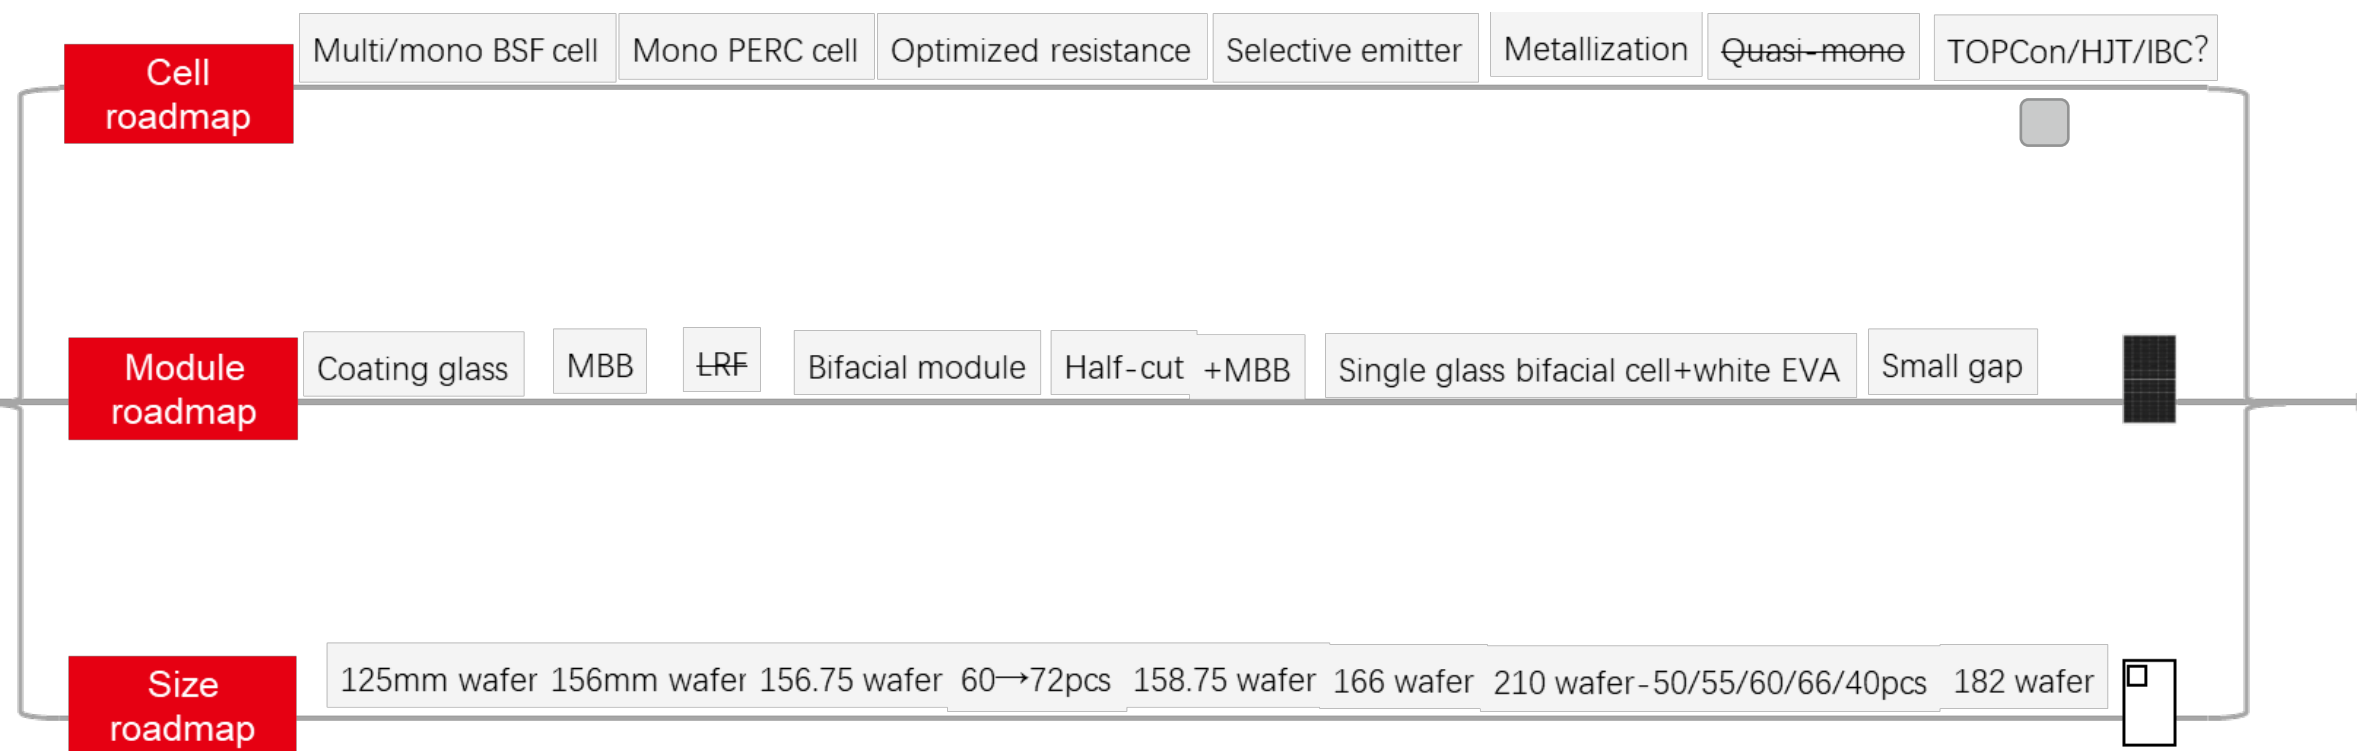 Cell
roadmap
Multi/mono BSF cell
Mono PERC cell
Optimized resistance
Selective emitter
Metallization
Quasi-mono
TOPCon/HJT/IBC?
Module
roadmap
Coating glass
MBB
LRF
Bifacial module
Half-cut
+MBB
Single glass bifacial cell+white EVA
Small gap
Size
roadmap
125mm wafer
156mm wafer
156.75 wafer
60→72pcs
158.75 wafer
166 wafer
210 wafer-50/55/60/66/40pcs
182 wafer